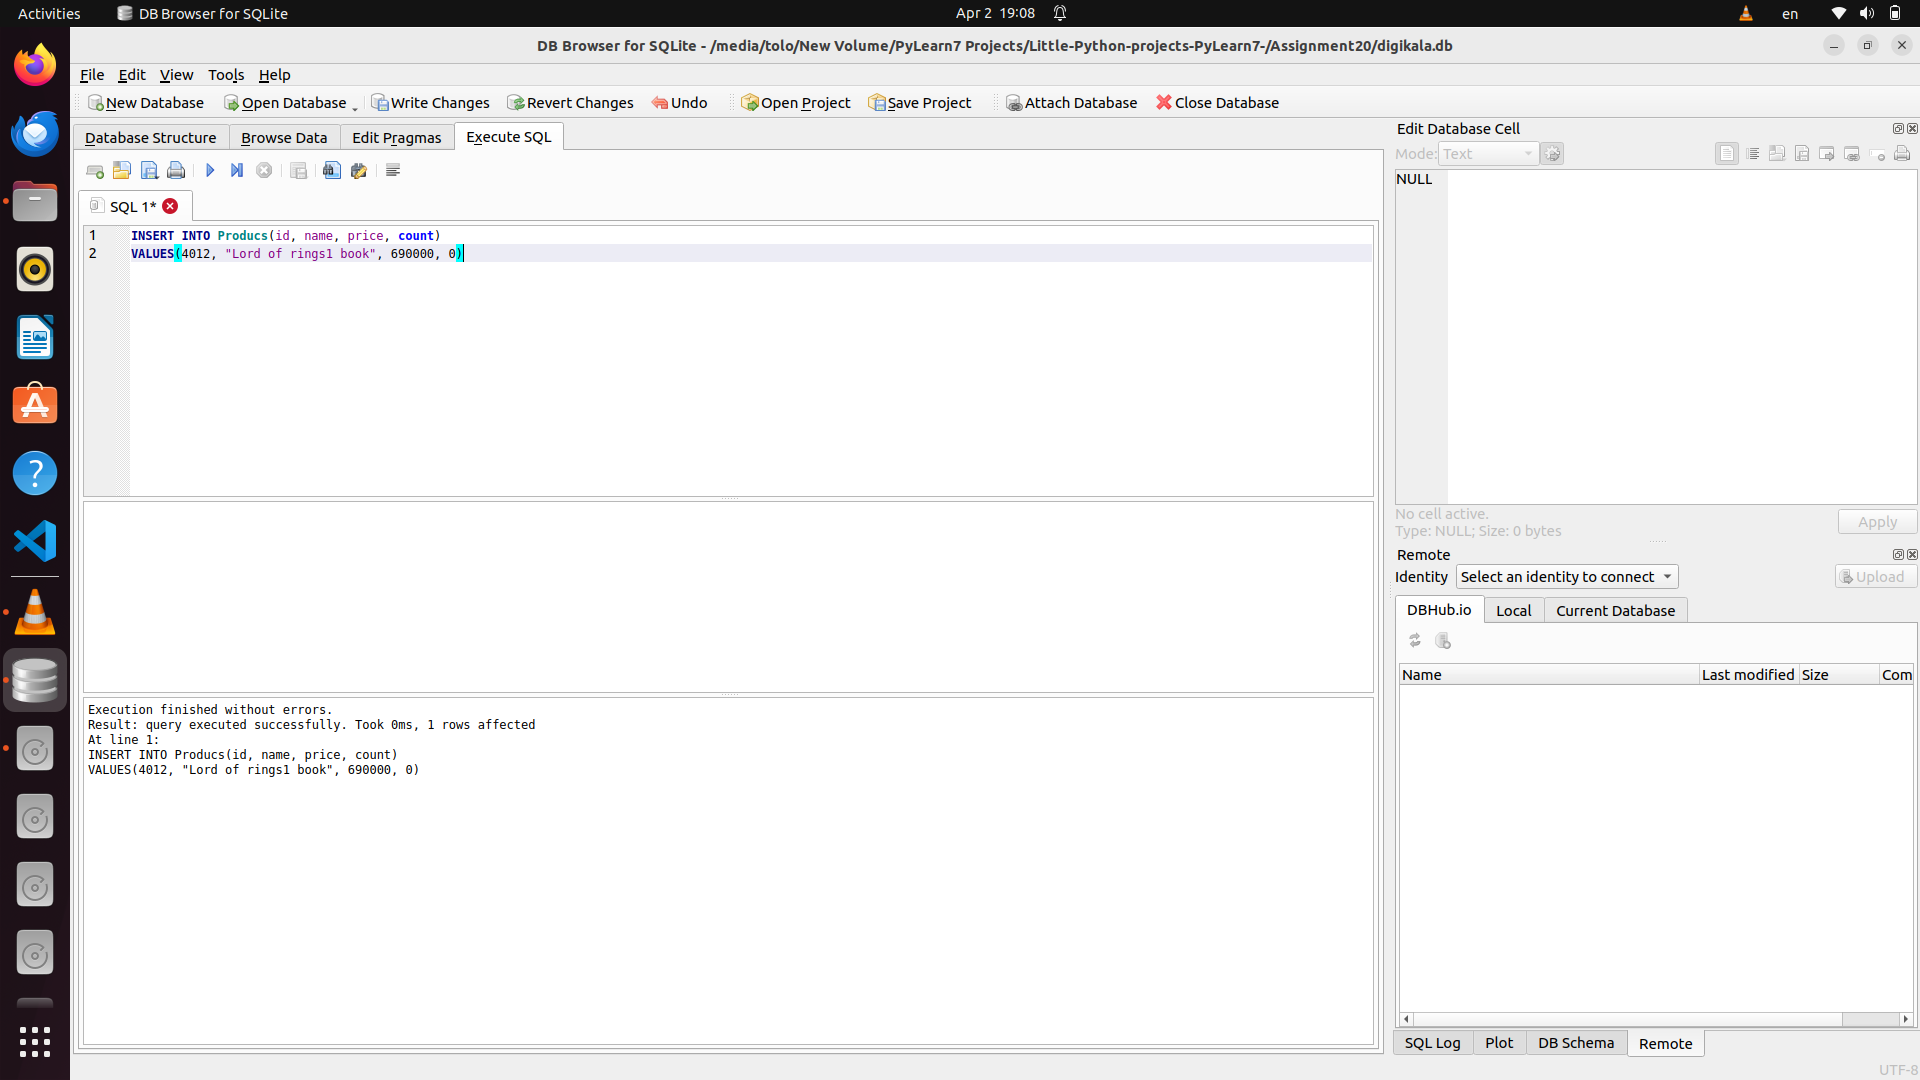 Activities
DB Browser for SQLite
Apr 2 19:08
en
DB Browser for SQLite - /media/tolo/New Volume/PyLearn7 Projects/Little-Python-projects-PyLearn7-/Assignment20/digikala.db
File Edit View Tools Help
New Database Open Database Write Changes Revert Changes Undo Open Project Save Project Attach Database Close Database
Database Structure Browse Data Edit Pragmas Execute SQL
SQL 1*
1 INSERT INTO Producs(id, name, price, count)
2 VALUES(4012, "Lord of rings1 book", 690000, 0)
Execution finished without errors.
Result: query executed successfully. Took 0ms, 1 rows affected
At line 1:
INSERT INTO Producs(id, name, price, count)
VALUES(4012, "Lord of rings1 book", 690000, 0)
Edit Database Cell
Mode: Text
NULL
No cell active.
Type: NULL; Size: 0 bytes
Apply
Remote
Identity Select an identity to connect Upload
DBHub.io Local Current Database
Name Last modified Size Com
SQL Log Plot DB Schema Remote
UTF-8